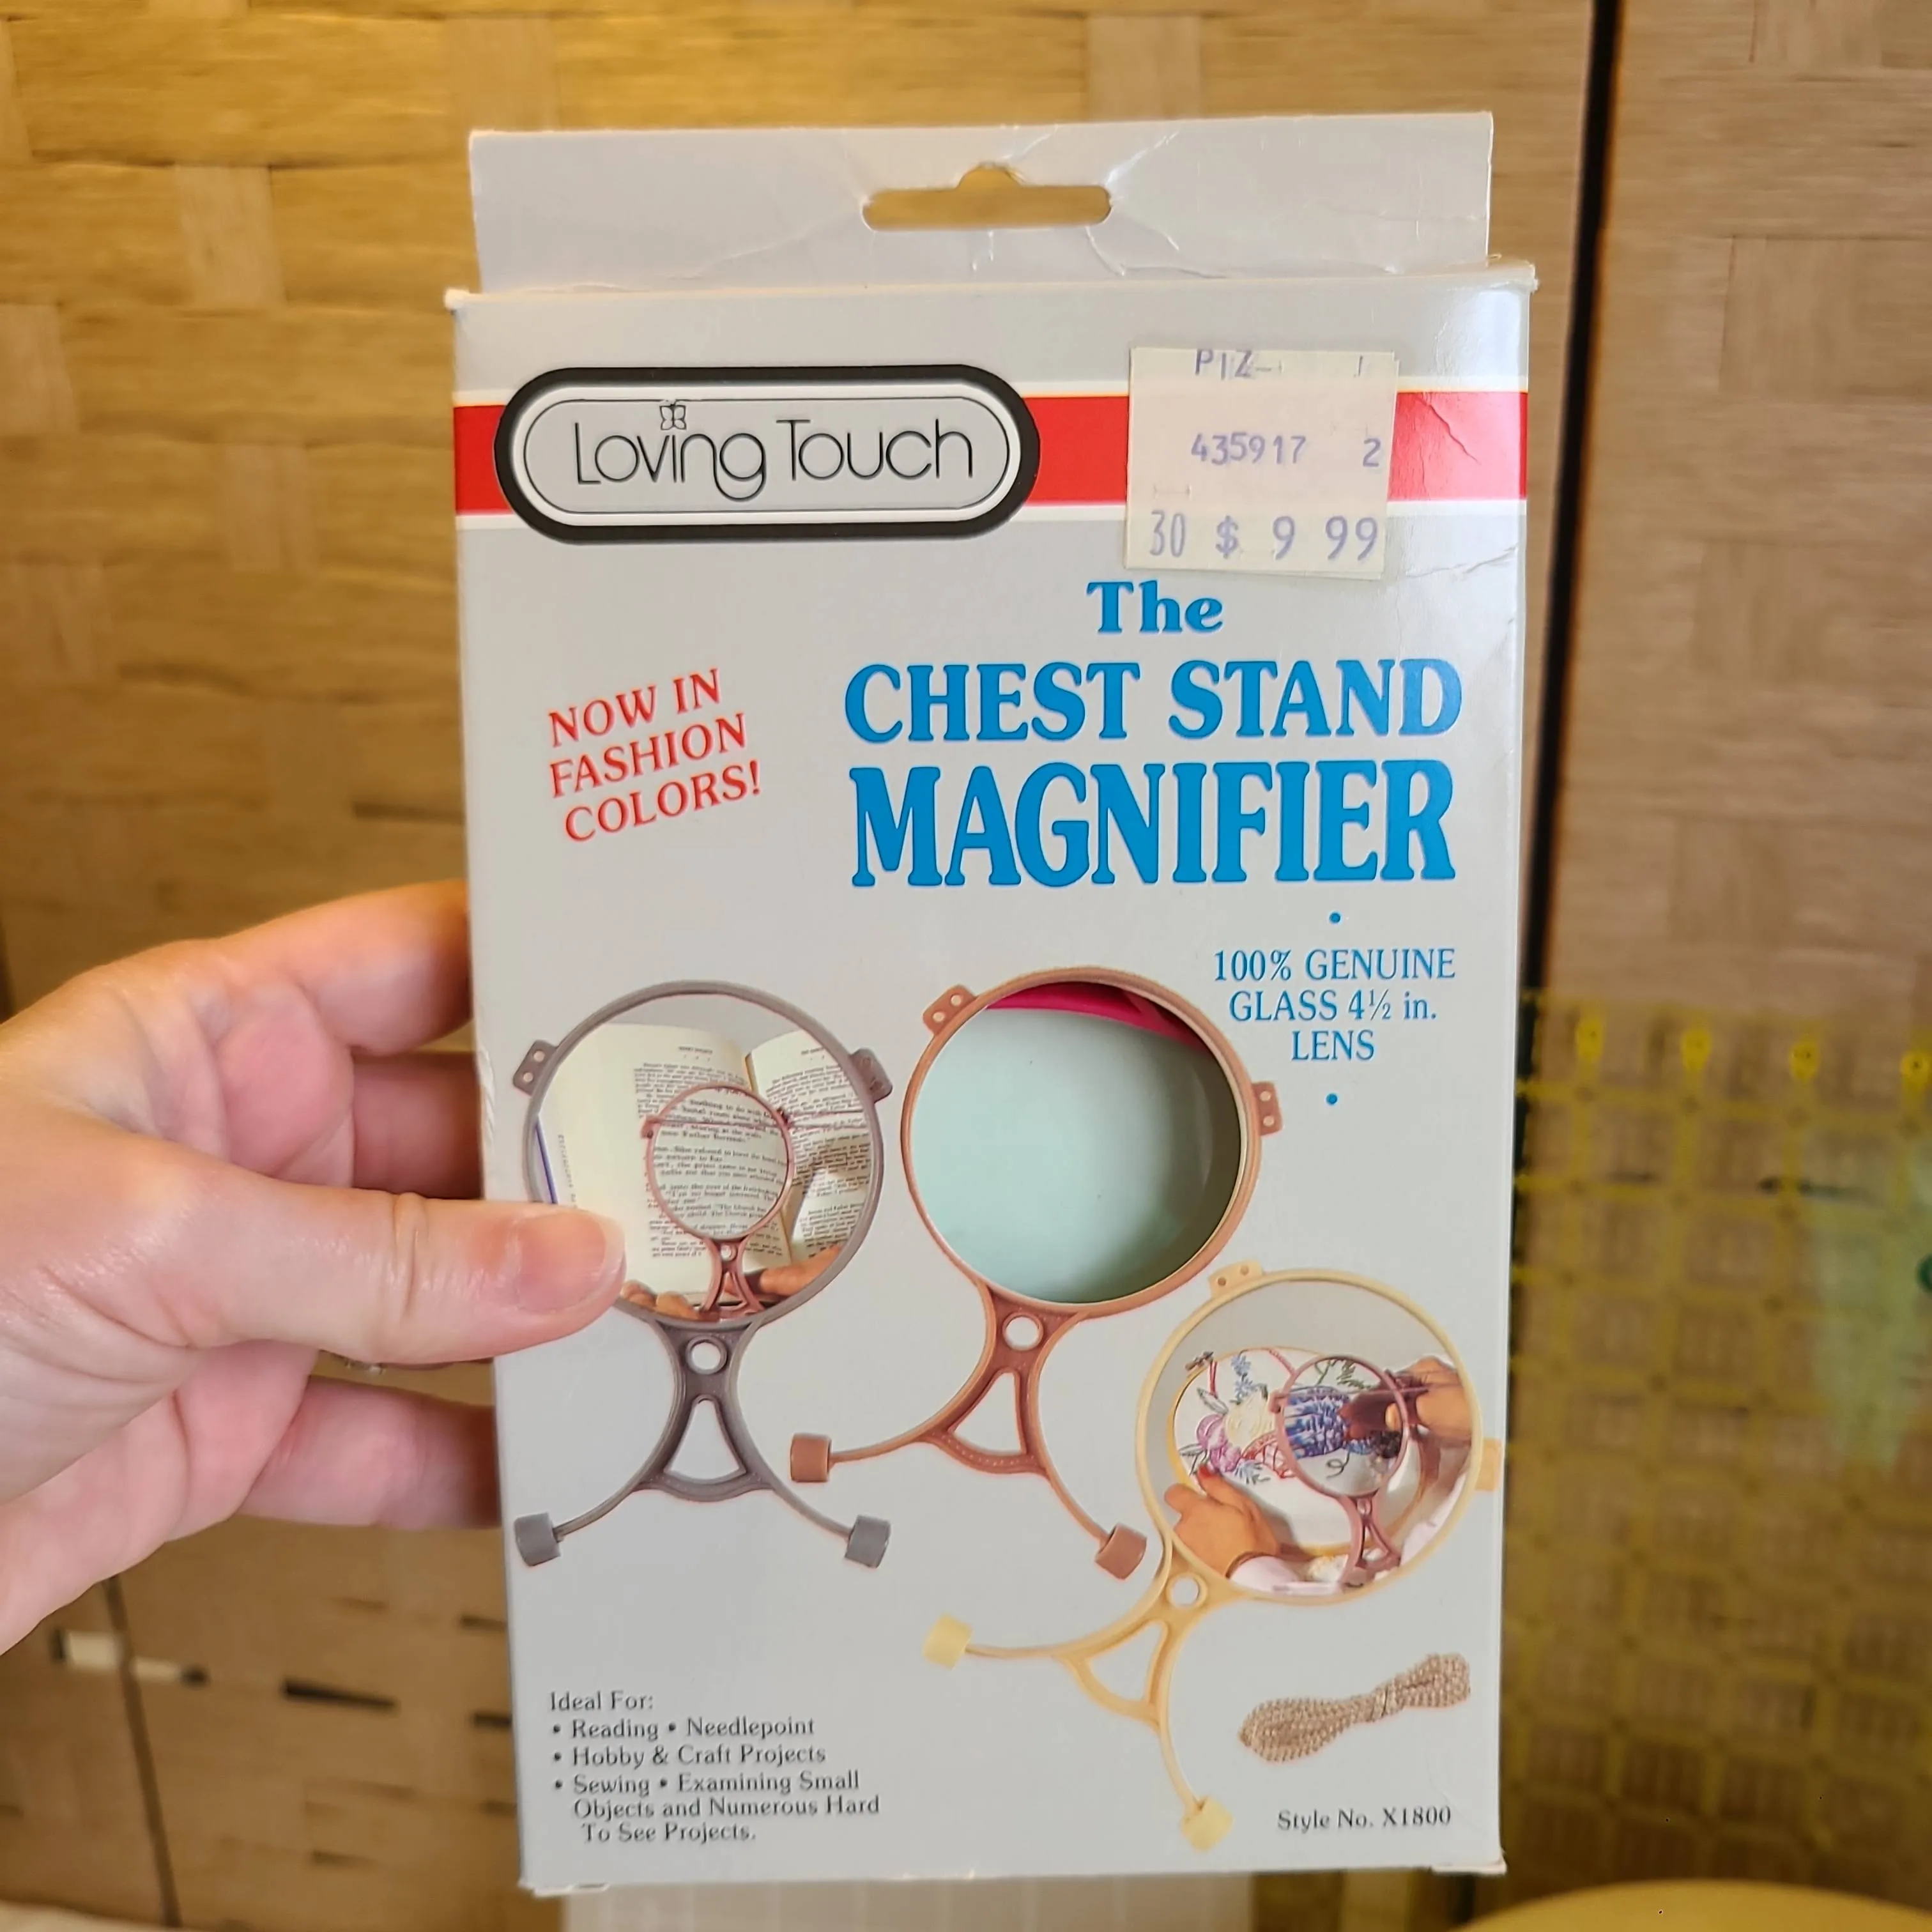 Loving Touch
435917 2
30 $ 9 99
The
CHEST STAND
MAGNIFIER
NOW IN
FASHION
COLORS!
•
100% GENUINE
GLASS 4½ in.
LENS
•
Ideal For:
• Reading • Needlepoint
• Hobby & Craft Projects
• Sewing • Examining Small
Objects and Numerous Hard
To See Projects.
Style No. X1800